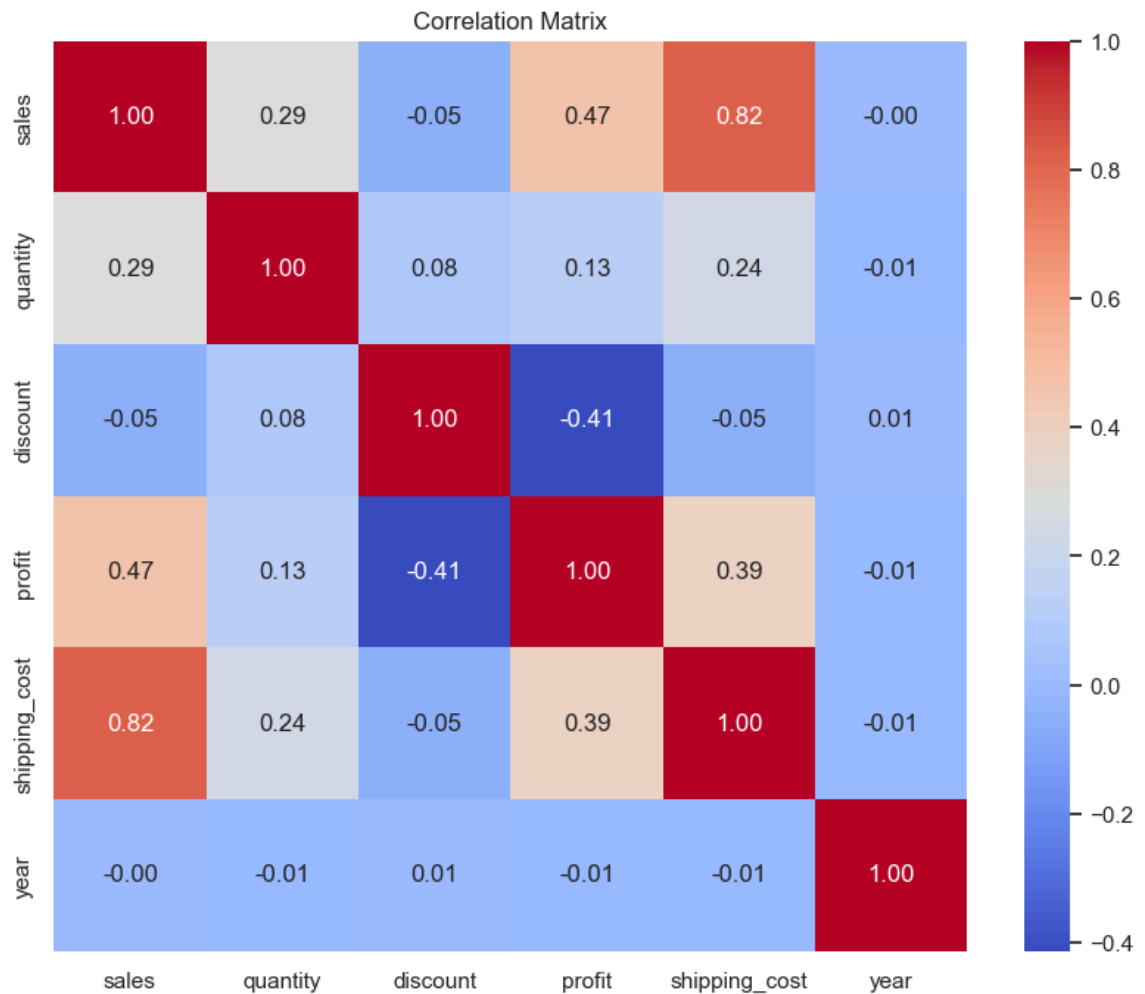 Correlation Matrix
sales 1.00 0.29 -0.05 0.47 0.82 -0.00
quantity 0.29 1.00 0.08 0.13 0.24 -0.01
discount -0.05 0.08 1.00 -0.41 -0.05 0.01
profit 0.47 0.13 -0.41 1.00 0.39 -0.01
shipping_cost 0.82 0.24 -0.05 0.39 1.00 -0.01
year -0.00 -0.01 0.01 -0.01 -0.01 1.00
sales quantity discount profit shipping_cost year
1.0
0.8
0.6
0.4
0.2
0.0
−0.2
−0.4